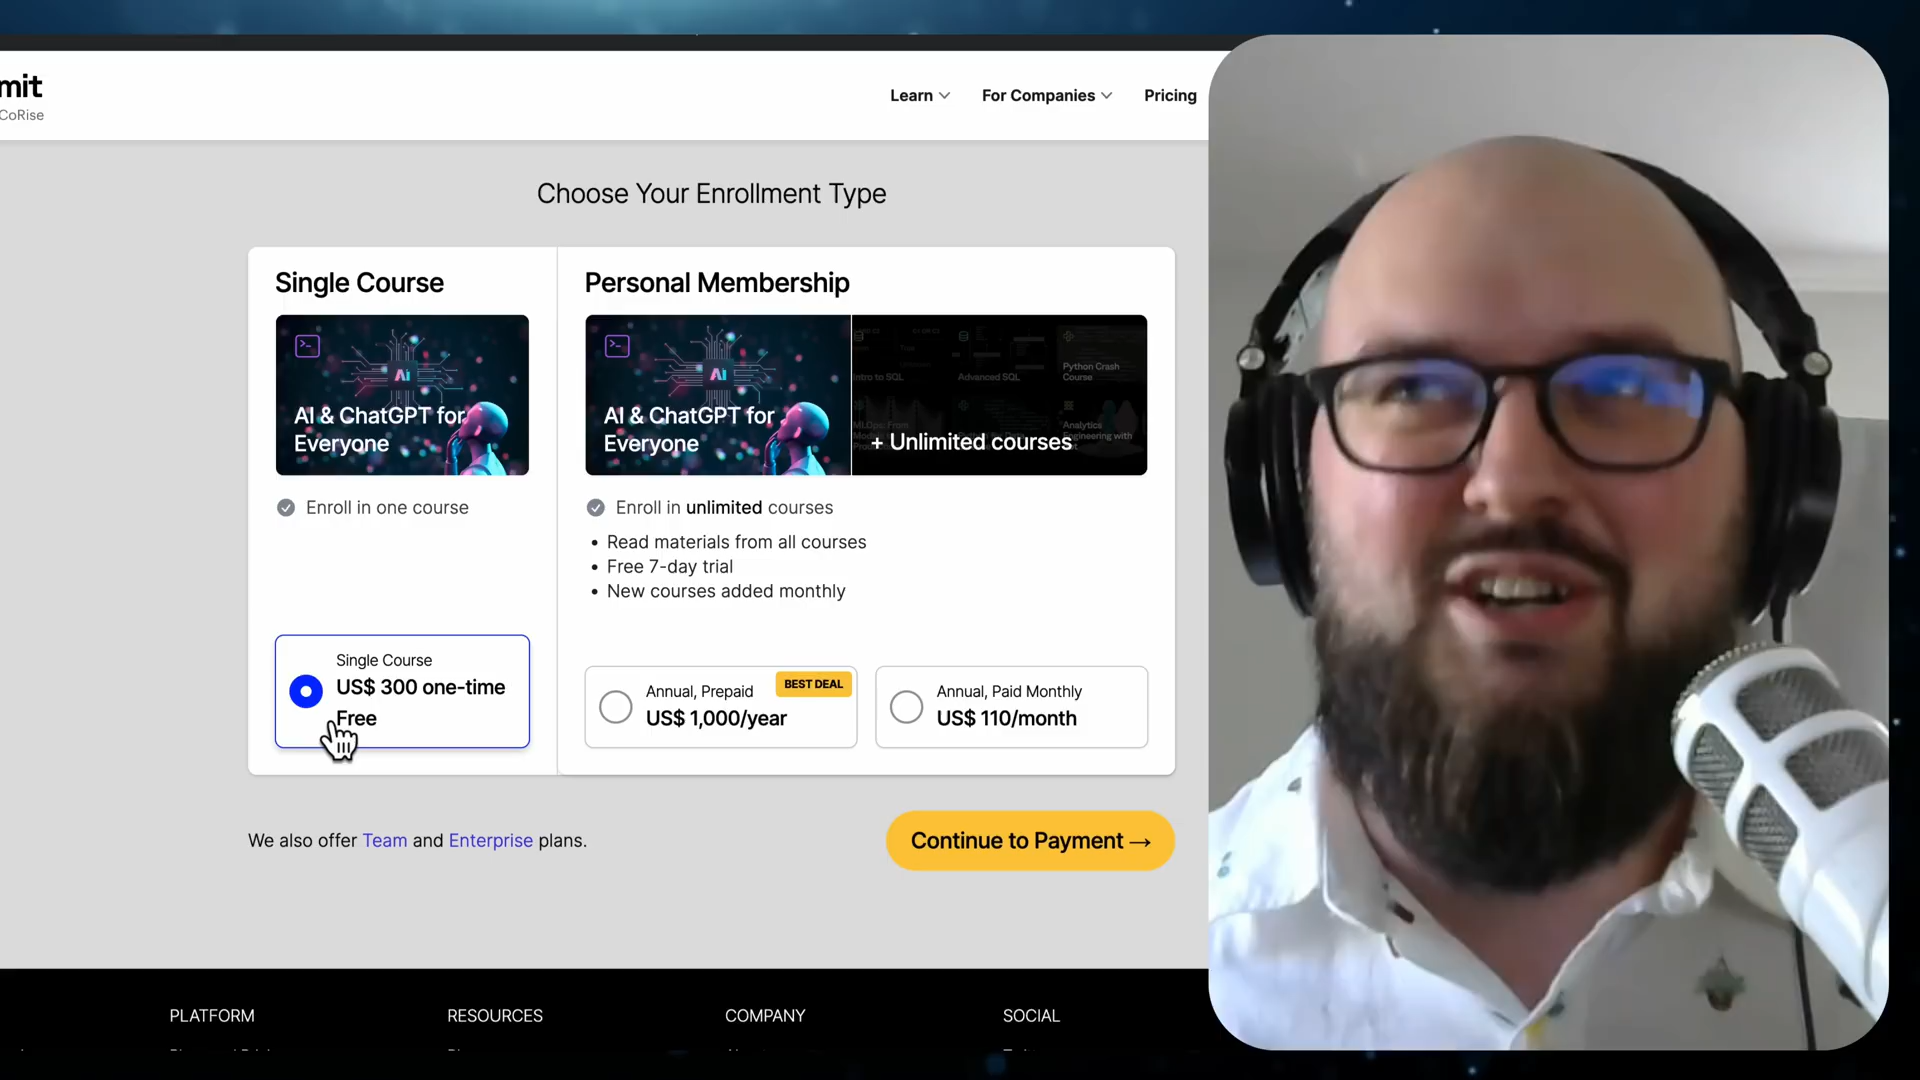 mit
CoRise
Learn
For Companies
Pricing
Choose Your Enrollment Type
Single Course
AI
AI & ChatGPT for
Everyone
Enroll in one course
Single Course
US$ 300 one-time
Free
Personal Membership
AI
AI & ChatGPT for
Everyone
Intro to SQL
Advanced SQL
Python Crash
Course
Analytics
Engineering with
+ Unlimited courses
Enroll in unlimited courses
• Read materials from all courses
• Free 7-day trial
• New courses added monthly
Annual, Prepaid
BEST DEAL
US$ 1,000/year
Annual, Paid Monthly
US$ 110/month
We also offer Team and Enterprise plans.
Continue to Payment →
PLATFORM
RESOURCES
COMPANY
SOCIAL